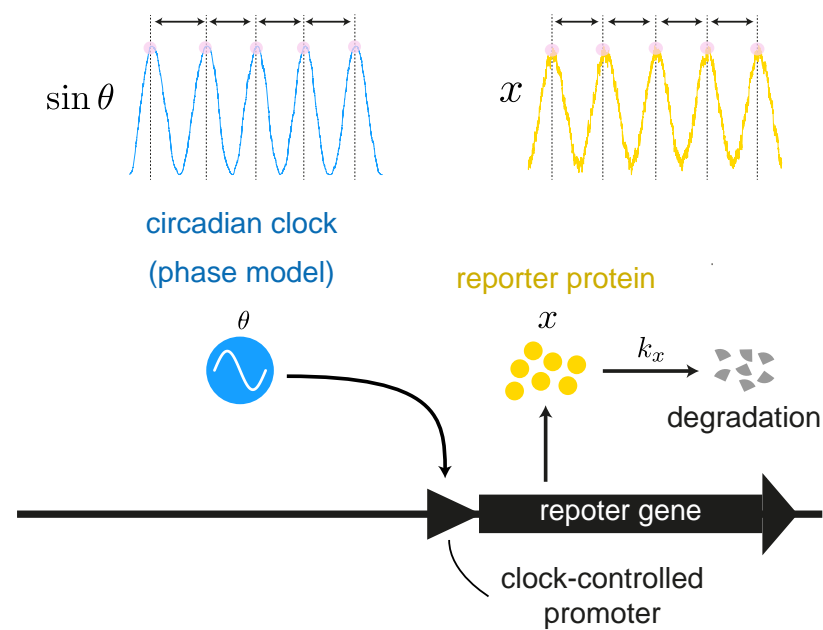 sin θ
x
circadian clock
(phase model)
reporter protein
θ
x
k_x
degradation
repoter gene
clock-controlled
promoter